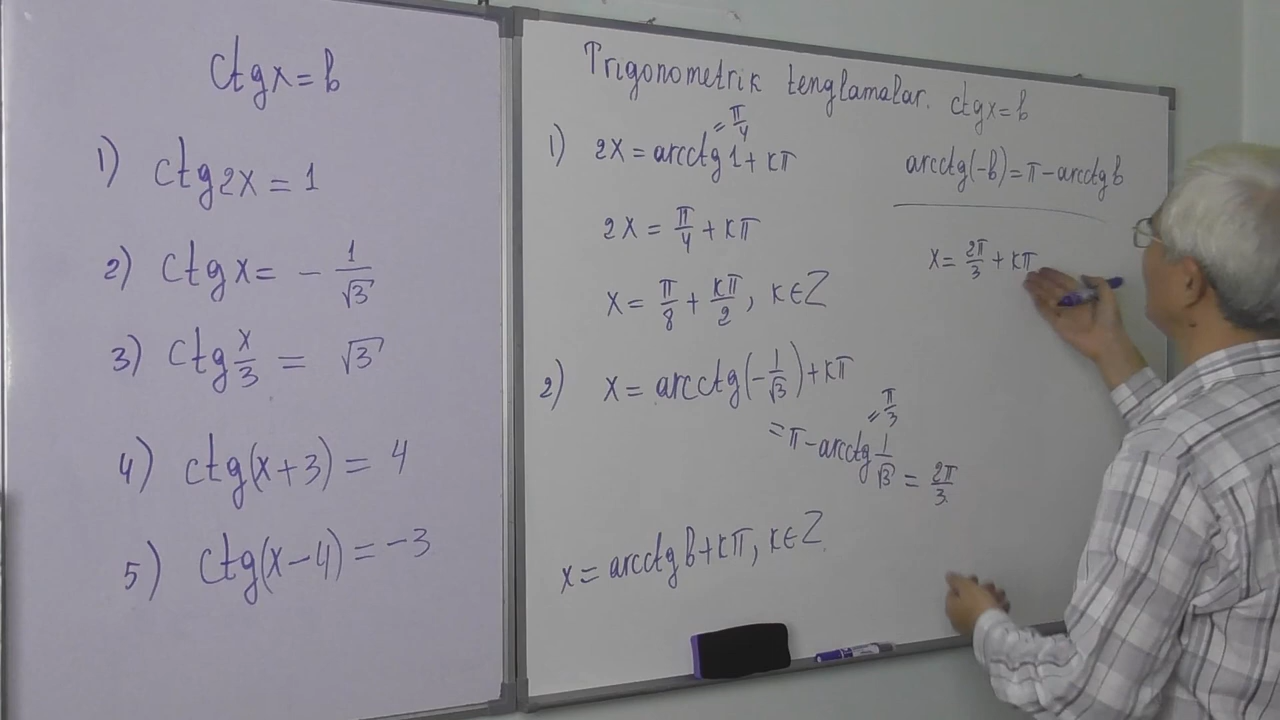 ctgx = b
1) ctg2x = 1
2) ctgx = - 1/√3
3) ctg x/3 = √3
4) ctg(x+3) = 4
5) ctg(x-4) = -3
Trigonometrik tenglamalar. ctgx = b
1) 2x = arcctg1 + kπ
= π/4
2x = π/4 + kπ
x = π/8 + kπ/2, k∈Z
2) x = arcctg(-1/√3) + kπ
= π - arcctg 1/√3 = 2π/3
= π/3
x = arcctg b + kπ, k∈Z
arcctg(-b) = π - arcctg b
x = 2π/3 + kπ